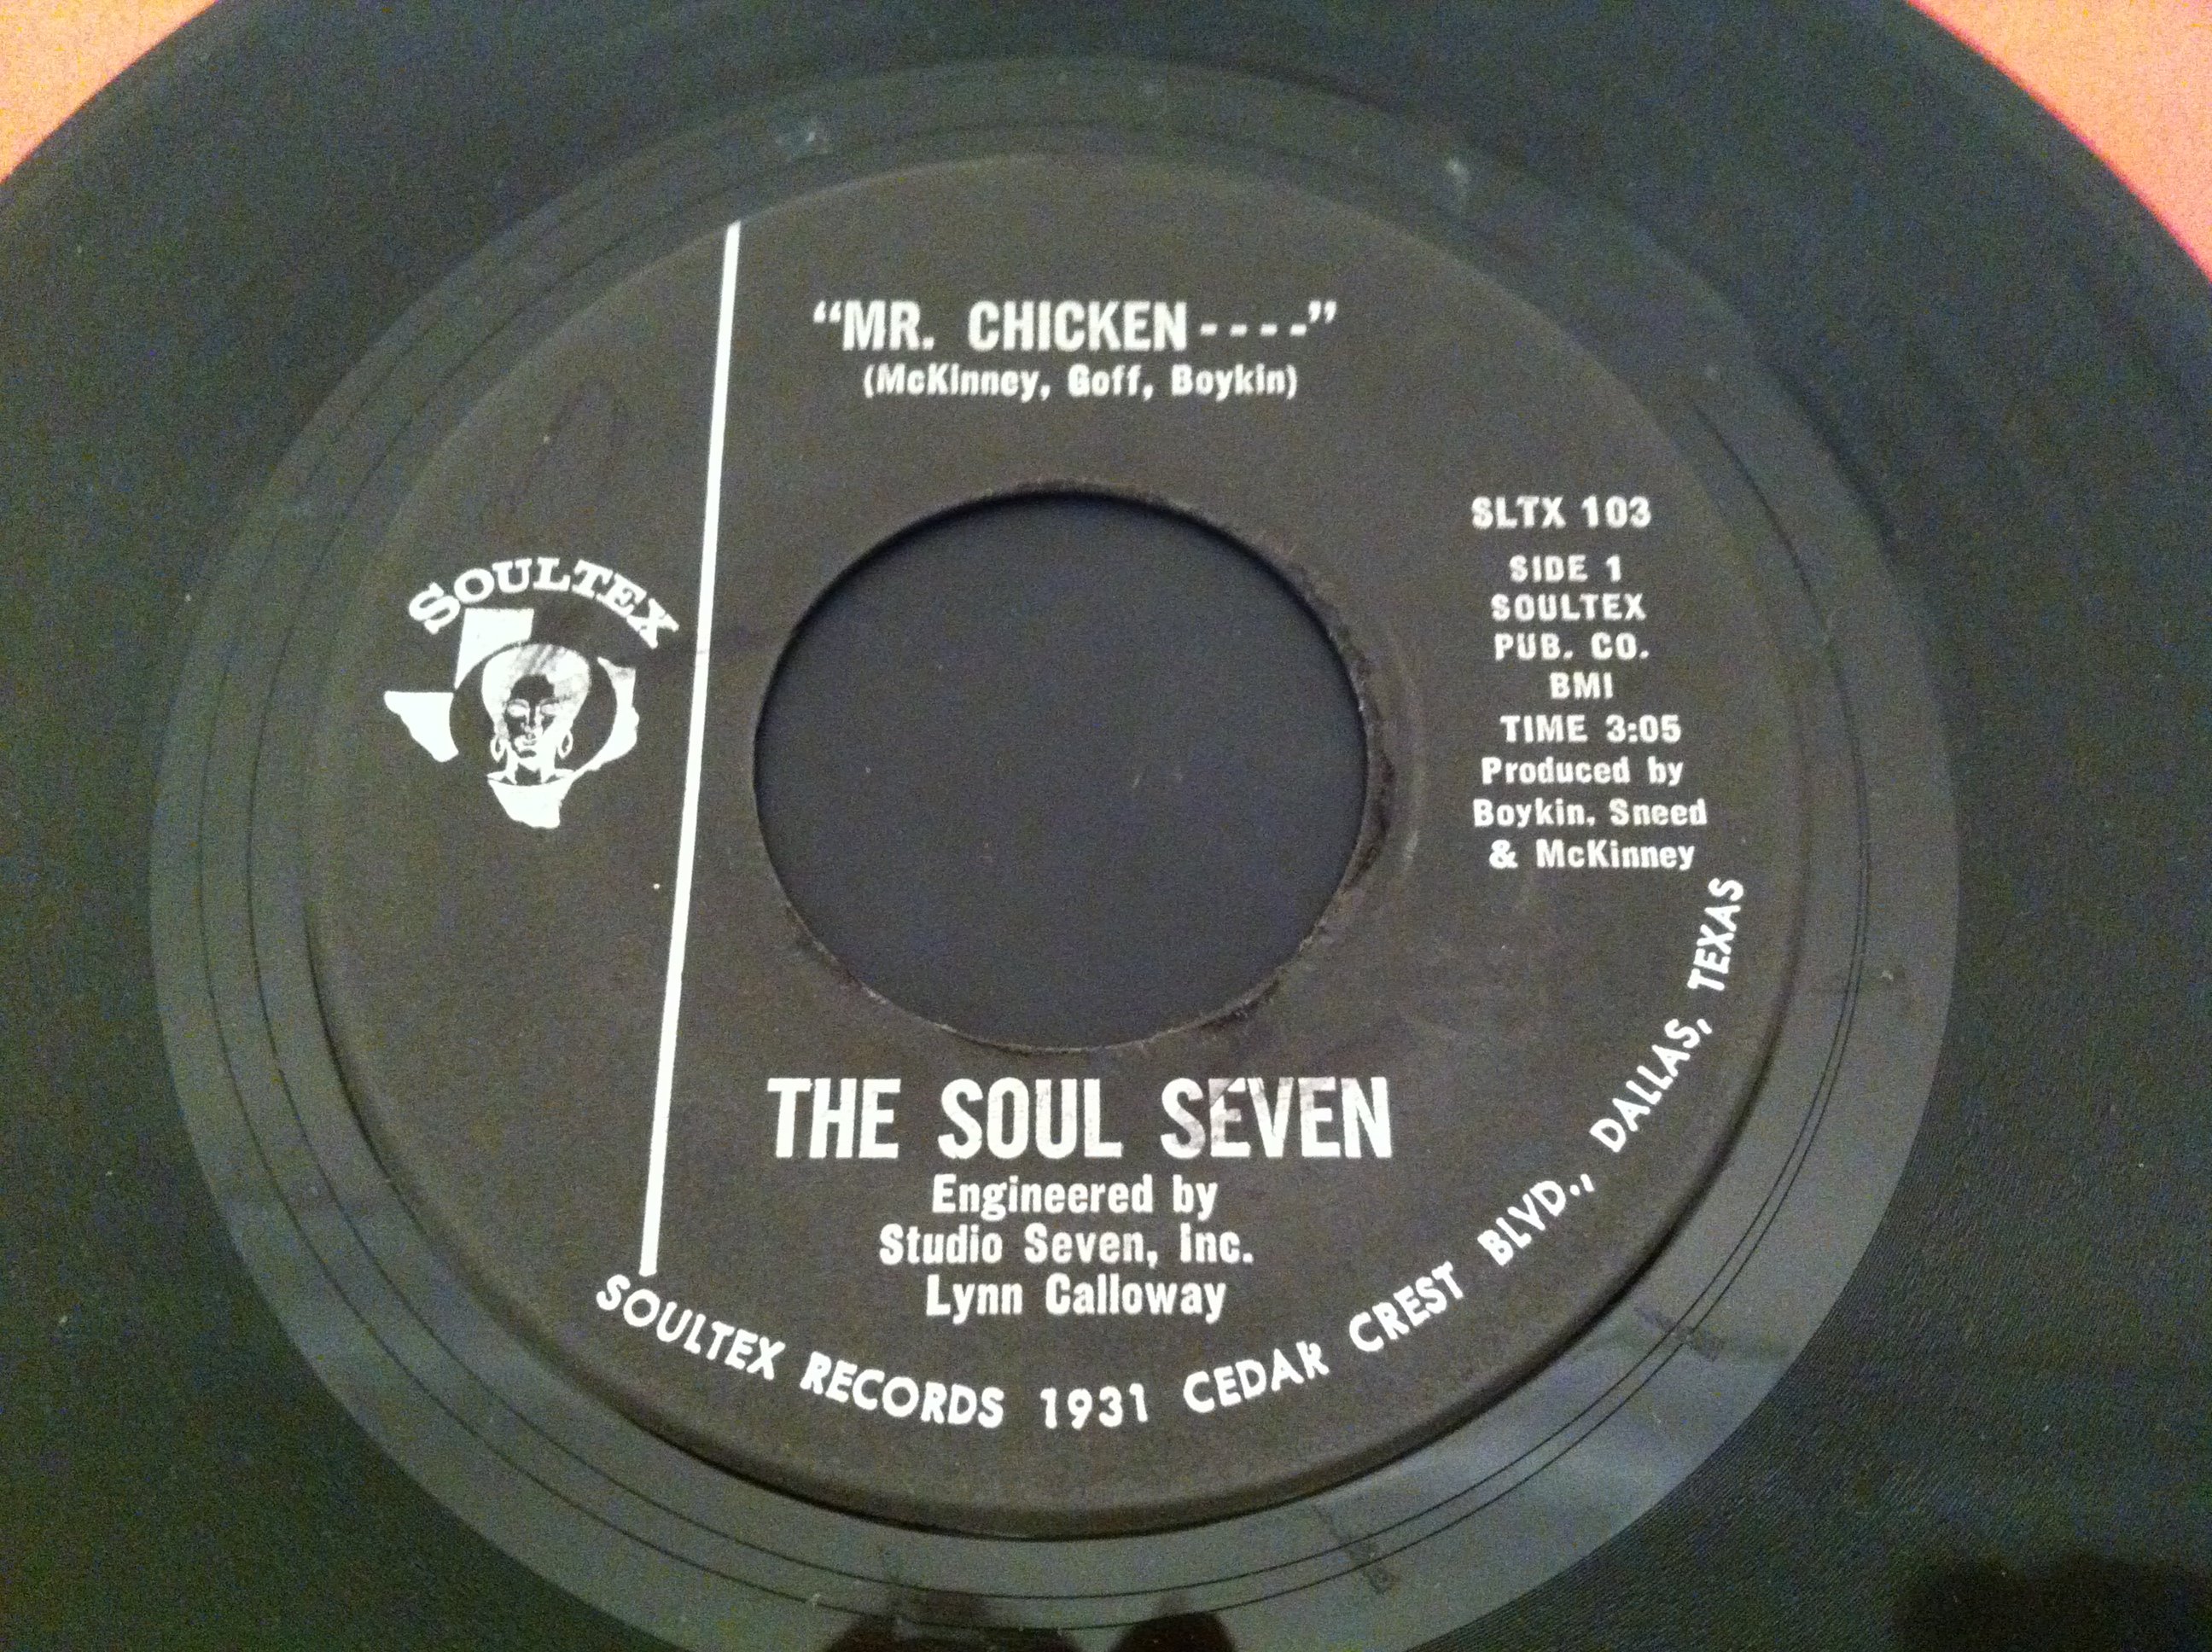 “MR. CHICKEN----”
(McKinney, Goff, Boykin)
SOULTEX
SLTX 103
SIDE 1
SOULTEX
PUB. CO.
BMI
TIME 3:05
Produced by
Boykin, Sneed
& McKinney
THE SOUL SEVEN
Engineered by
Studio Seven, Inc.
Lynn Calloway
SOULTEX RECORDS 1931 CEDAR CREST BLVD., DALLAS, TEXAS